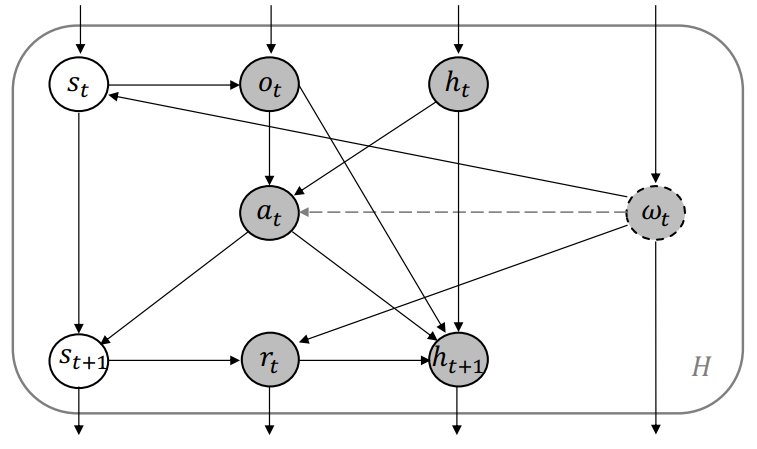 s_t o_t h_t
a_t ω_t
s_{t+1} r_t h_{t+1} H